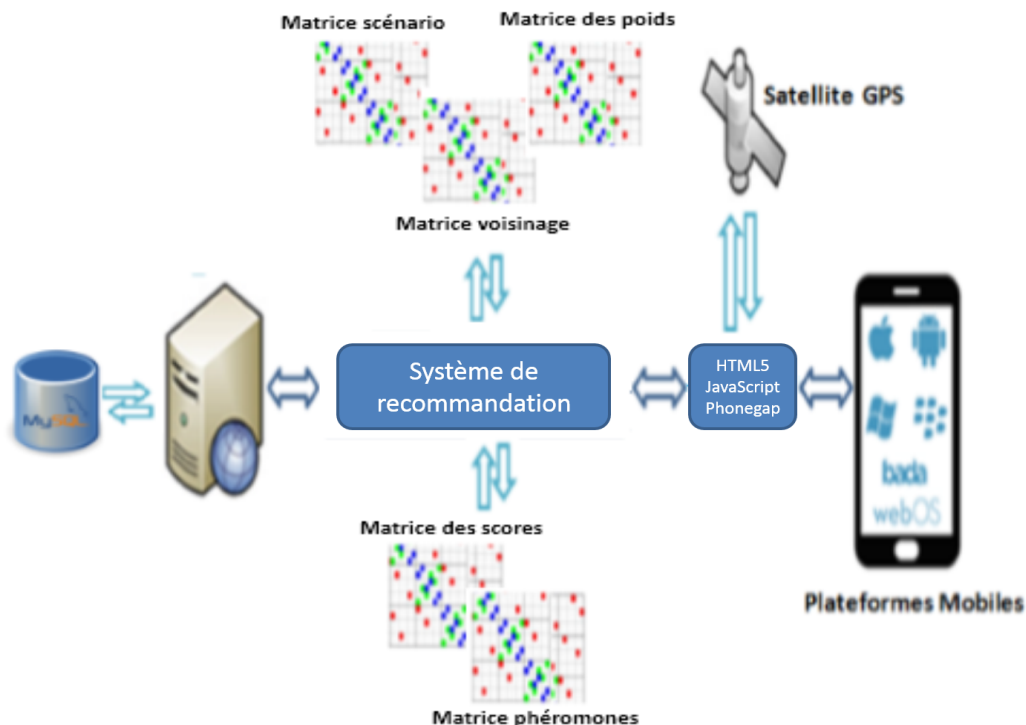 Matrice scénario
Matrice des poids
Satellite GPS
Matrice voisinage
MySQL
Système de
recommandation
HTML5
JavaScript
Phonegap
bada
webOS
Matrice des scores
Plateformes Mobiles
Matrice phéromones